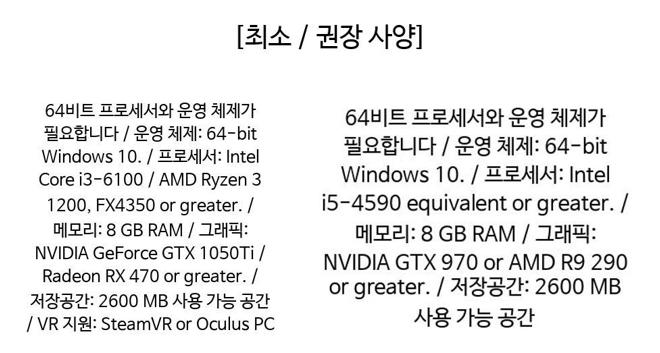 [최소 / 권장 사양]
64비트 프로세서와 운영 체제가
필요합니다 / 운영 체제: 64-bit
Windows 10. / 프로세서: Intel
Core i3-6100 / AMD Ryzen 3
1200, FX4350 or greater. /
메모리: 8 GB RAM / 그래픽:
NVIDIA GeForce GTX 1050Ti /
Radeon RX 470 or greater. /
저장공간: 2600 MB 사용 가능 공간
/ VR 지원: SteamVR or Oculus PC
64비트 프로세서와 운영 체제가
필요합니다 / 운영 체제: 64-bit
Windows 10. / 프로세서: Intel
i5-4590 equivalent or greater. /
메모리: 8 GB RAM / 그래픽:
NVIDIA GTX 970 or AMD R9 290
or greater. / 저장공간: 2600 MB
사용 가능 공간